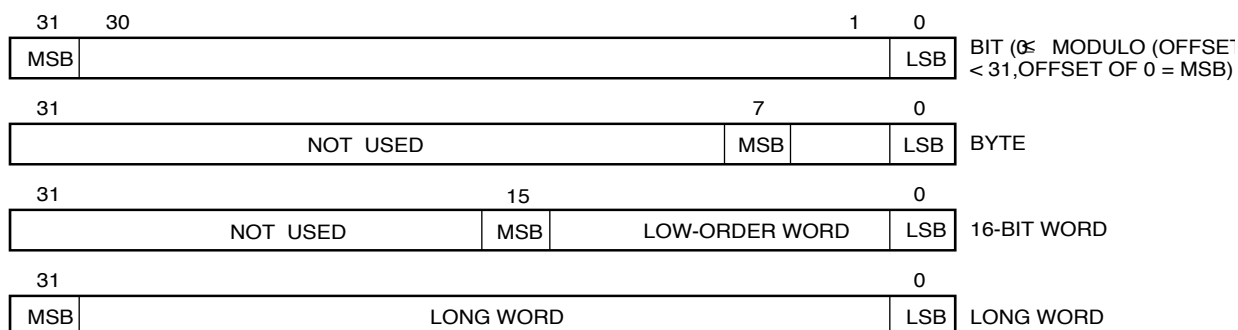 31 30 1 0
MSB LSB BIT (0≤ MODULO (OFFSET
< 31,OFFSET OF 0 = MSB)
31 7 0
NOT USED MSB LSB BYTE
31 15 0
NOT USED MSB LOW-ORDER WORD LSB 16-BIT WORD
31 0
MSB LONG WORD LSB LONG WORD